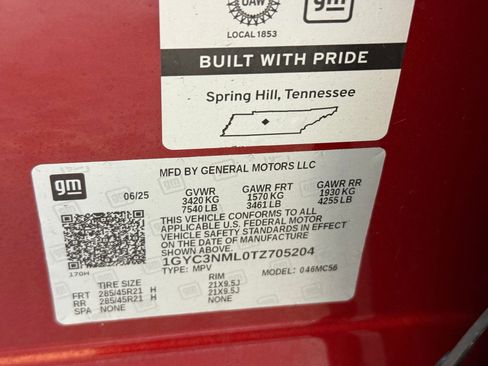 UAW
gm
LOCAL 1853
BUILT WITH PRIDE
Spring Hill, Tennessee
MFD BY GENERAL MOTORS LLC
gm
06/25 GVWR GAWR FRT GAWR RR
3420 KG 1570 KG 1930 KG
7540 LB 3461 LB 4255 LB
THIS VEHICLE CONFORMS TO ALL
APPLICABLE U.S. FEDERAL MOTOR
VEHICLE SAFETY STANDARDS IN EFFECT
ON THE DATE OF MANUFACTURE
SHOWN ABOVE.
1GYC3NML0TZ705204
170H TYPE: MPV MODEL: 046MC56
TIRE SIZE RIM
FRT 285/45R21 H 21X9.5J
RR 285/45R21 H 21X9.5J
SPA NONE NONE